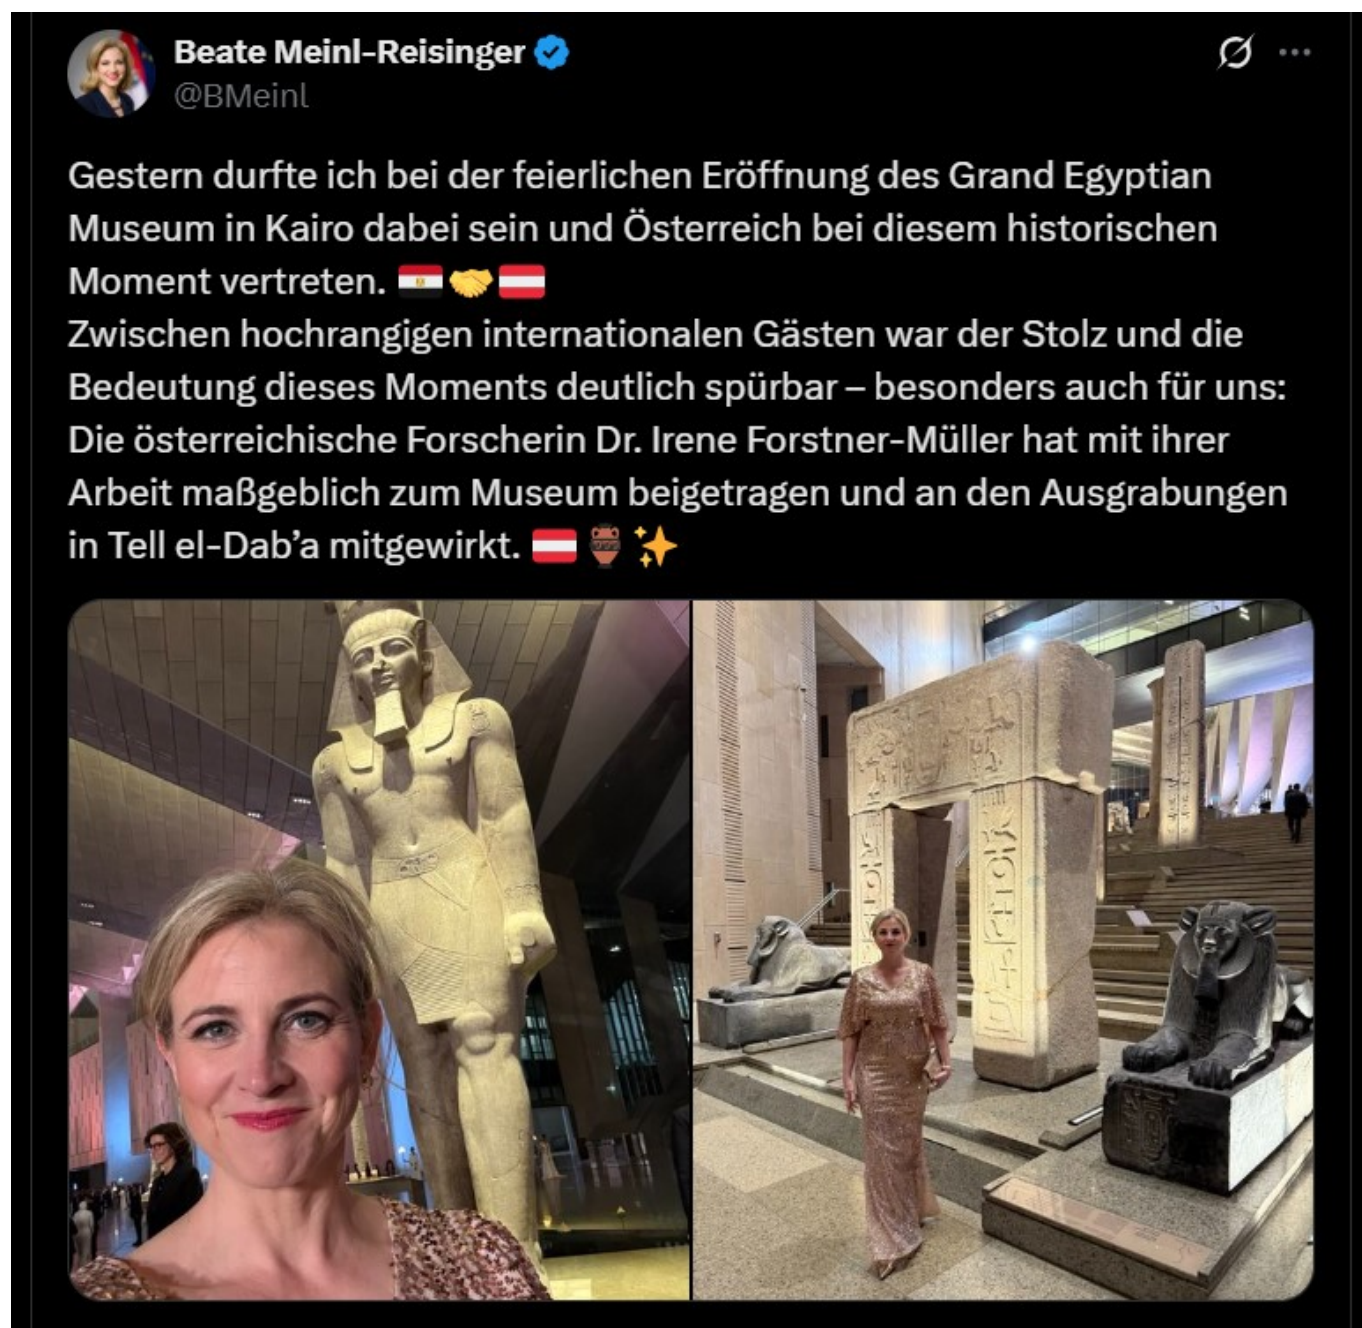 Beate Meinl-Reisinger
@BMeinl
Gestern durfte ich bei der feierlichen Eröffnung des Grand Egyptian
Museum in Kairo dabei sein und Österreich bei diesem historischen
Moment vertreten. 🇪🇬🤝🇦🇹
Zwischen hochrangigen internationalen Gästen war der Stolz und die
Bedeutung dieses Moments deutlich spürbar – besonders auch für uns:
Die österreichische Forscherin Dr. Irene Forstner-Müller hat mit ihrer
Arbeit maßgeblich zum Museum beigetragen und an den Ausgrabungen
in Tell el-Dab’a mitgewirkt. 🇦🇹🏺✨